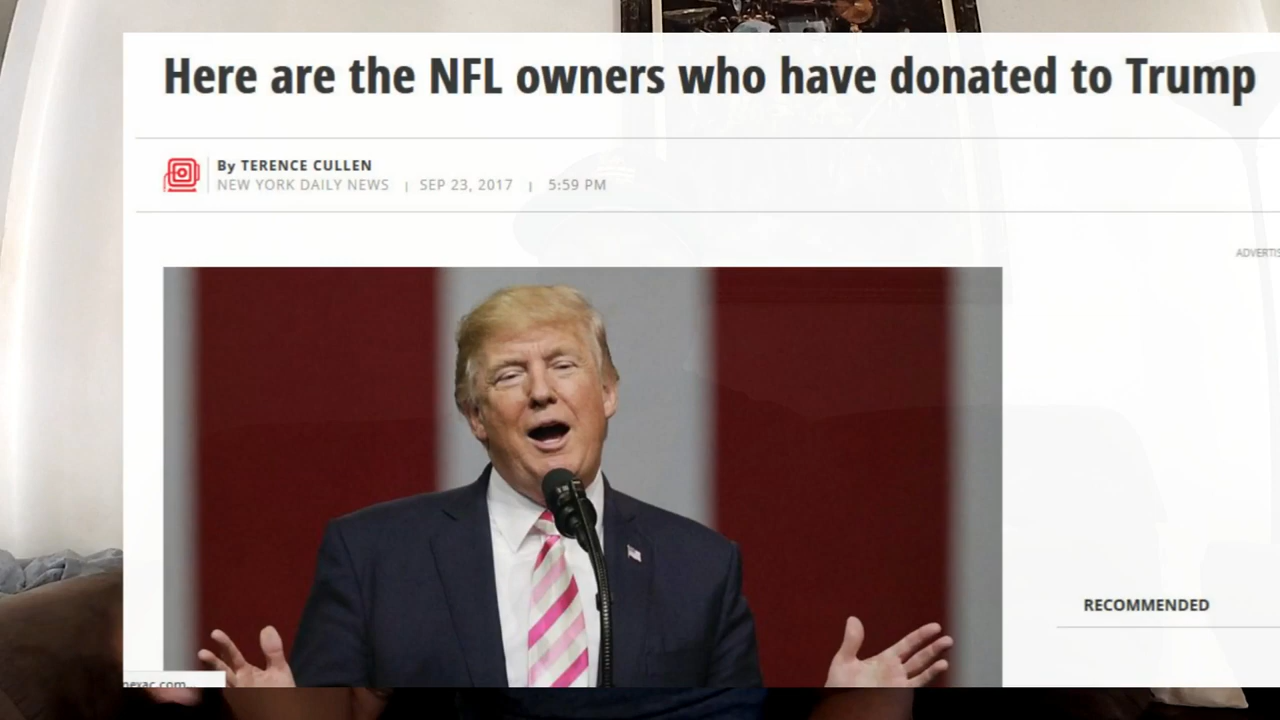 Here are the NFL owners who have donated to Trump
By TERENCE CULLEN
NEW YORK DAILY NEWS | SEP 23, 2017 | 5:59 PM
RECOMMENDED